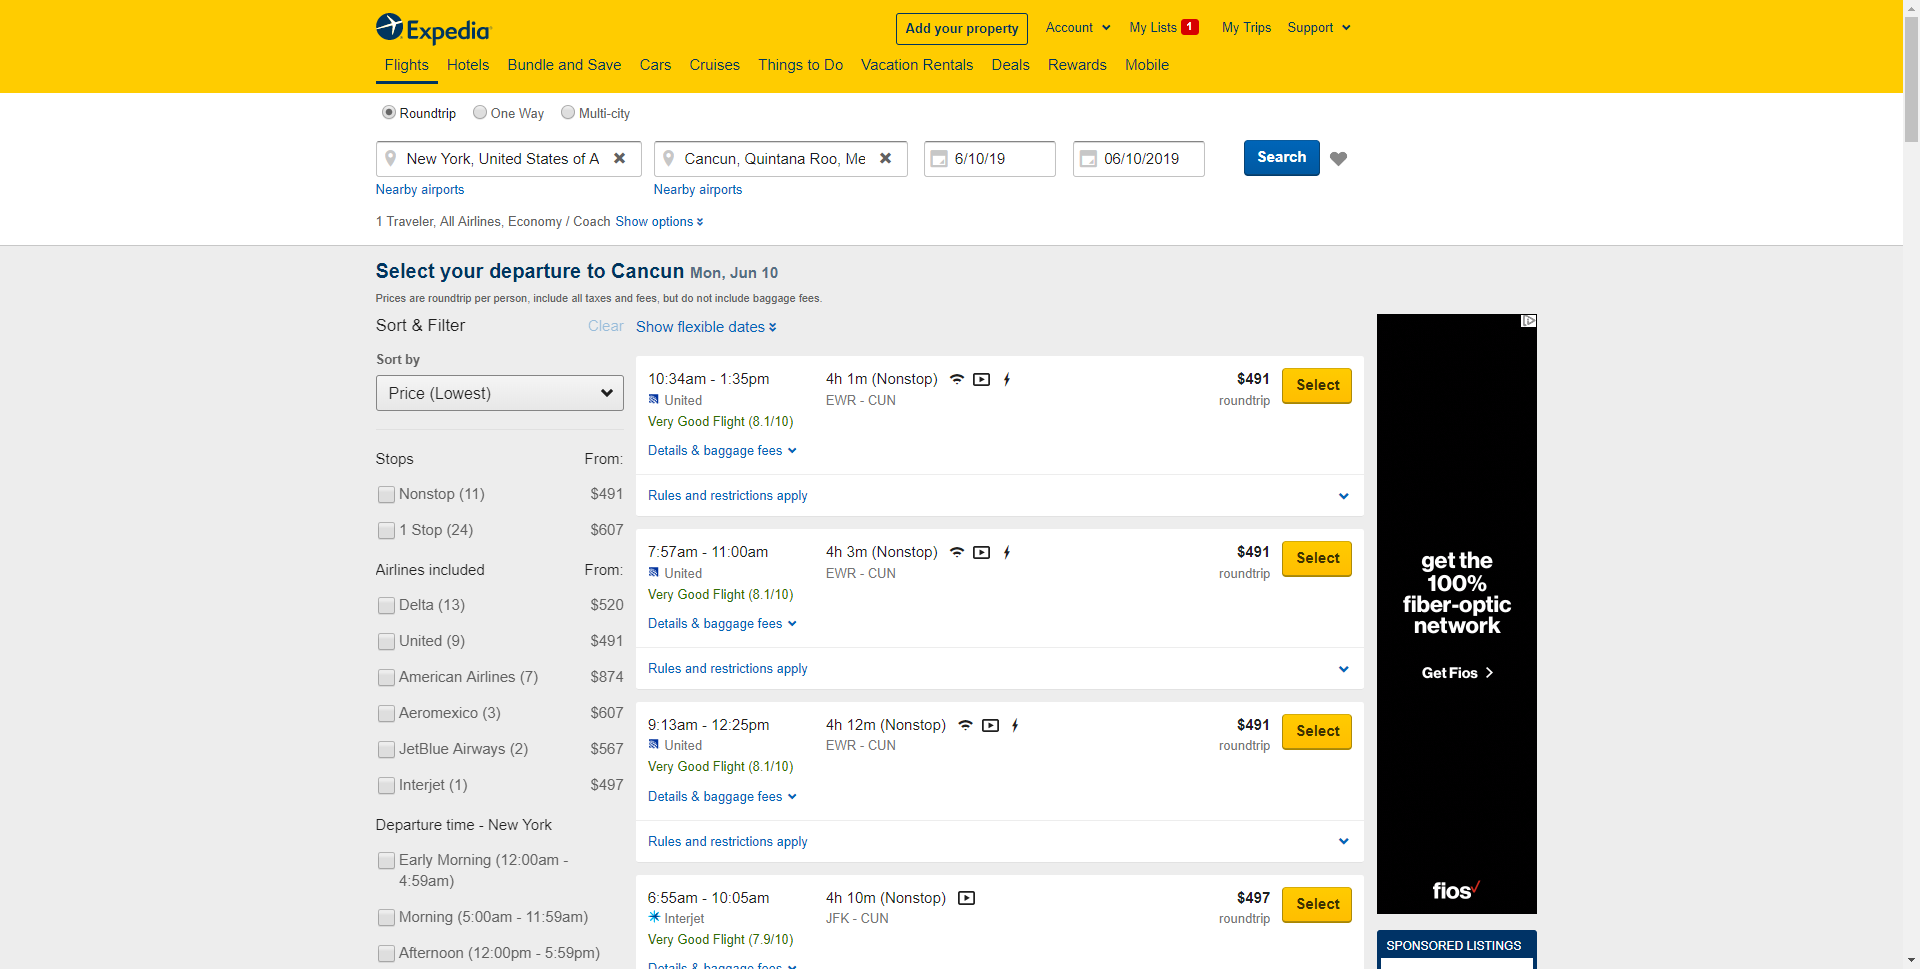 Expedia
Add your property
Account
My Lists 1
My Trips
Support
Flights
Hotels
Bundle and Save
Cars
Cruises
Things to Do
Vacation Rentals
Deals
Rewards
Mobile
Roundtrip
One Way
Multi-city
New York, United States of A
Cancun, Quintana Roo, Me
6/10/19
06/10/2019
Search
Nearby airports
Nearby airports
1 Traveler, All Airlines, Economy / Coach Show options
Select your departure to Cancun Mon, Jun 10
Prices are roundtrip per person, include all taxes and fees, but do not include baggage fees.
Sort & Filter
Clear
Show flexible dates
Sort by
Price (Lowest)
Stops From:
Nonstop (11) $491
1 Stop (24) $607
Airlines included From:
Delta (13) $520
United (9) $491
American Airlines (7) $874
Aeromexico (3) $607
JetBlue Airways (2) $567
Interjet (1) $497
Departure time - New York
Early Morning (12:00am -
4:59am)
Morning (5:00am - 11:59am)
Afternoon (12:00pm - 5:59pm)
10:34am - 1:35pm 4h 1m (Nonstop) $491 Select
United EWR - CUN roundtrip
Very Good Flight (8.1/10)
Details & baggage fees
Rules and restrictions apply
7:57am - 11:00am 4h 3m (Nonstop) $491 Select
United EWR - CUN roundtrip
Very Good Flight (8.1/10)
Details & baggage fees
Rules and restrictions apply
9:13am - 12:25pm 4h 12m (Nonstop) $491 Select
United EWR - CUN roundtrip
Very Good Flight (8.1/10)
Details & baggage fees
Rules and restrictions apply
6:55am - 10:05am 4h 10m (Nonstop) $497 Select
Interjet JFK - CUN roundtrip
Very Good Flight (7.9/10)
Details & baggage fees
get the
100%
fiber-optic
network
Get Fios
fios
SPONSORED LISTINGS